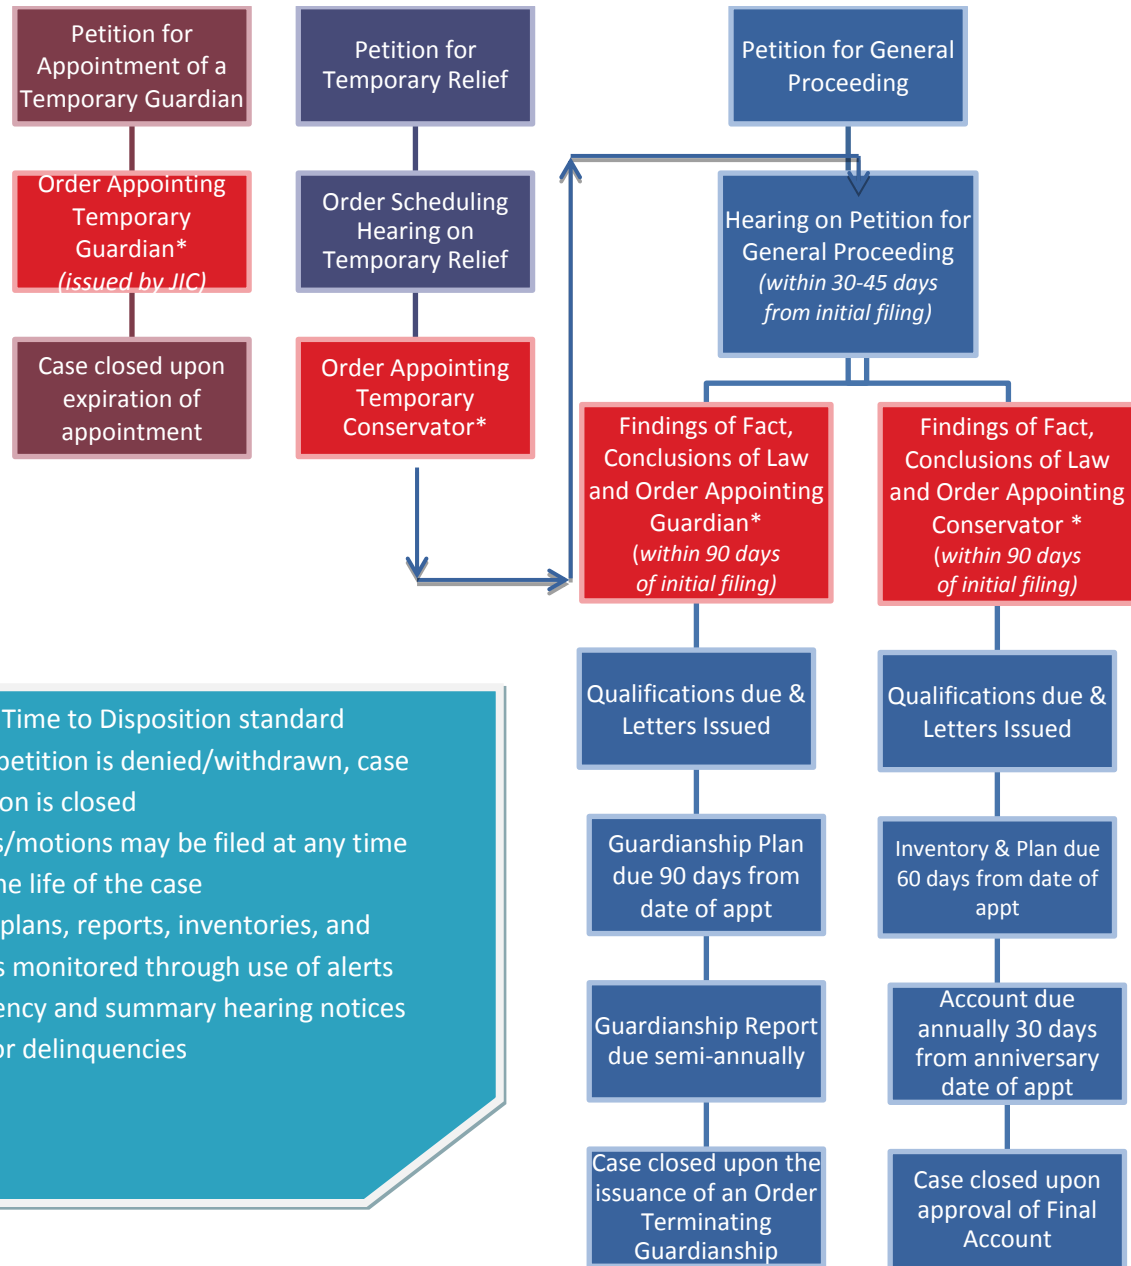 Petition for
Appointment of a
Temporary Guardian
Order Appointing
Temporary
Guardian*
(issued by JIC)
Case closed upon
expiration of
appointment
Petition for
Temporary Relief
Order Scheduling
Hearing on
Temporary Relief
Order Appointing
Temporary
Conservator*
Petition for General
Proceeding
Hearing on Petition for
General Proceeding
(within 30-45 days
from initial filing)
Findings of Fact,
Conclusions of Law
and Order Appointing
Guardian*
(within 90 days
of initial filing)
Qualifications due &
Letters Issued
Guardianship Plan
due 90 days from
date of appt
Guardianship Report
due semi-annually
Case closed upon the
issuance of an Order
Terminating
Guardianship
Findings of Fact,
Conclusions of Law
and Order Appointing
Conservator *
(within 90 days
of initial filing)
Qualifications due &
Letters Issued
Inventory & Plan due
60 days from date of
appt
Account due
annually 30 days
from anniversary
date of appt
Case closed upon
approval of Final
Account
Time to Disposition standard
petition is denied/withdrawn, case
on is closed
s/motions may be filed at any time
he life of the case
plans, reports, inventories, and
s monitored through use of alerts
ency and summary hearing notices
or delinquencies